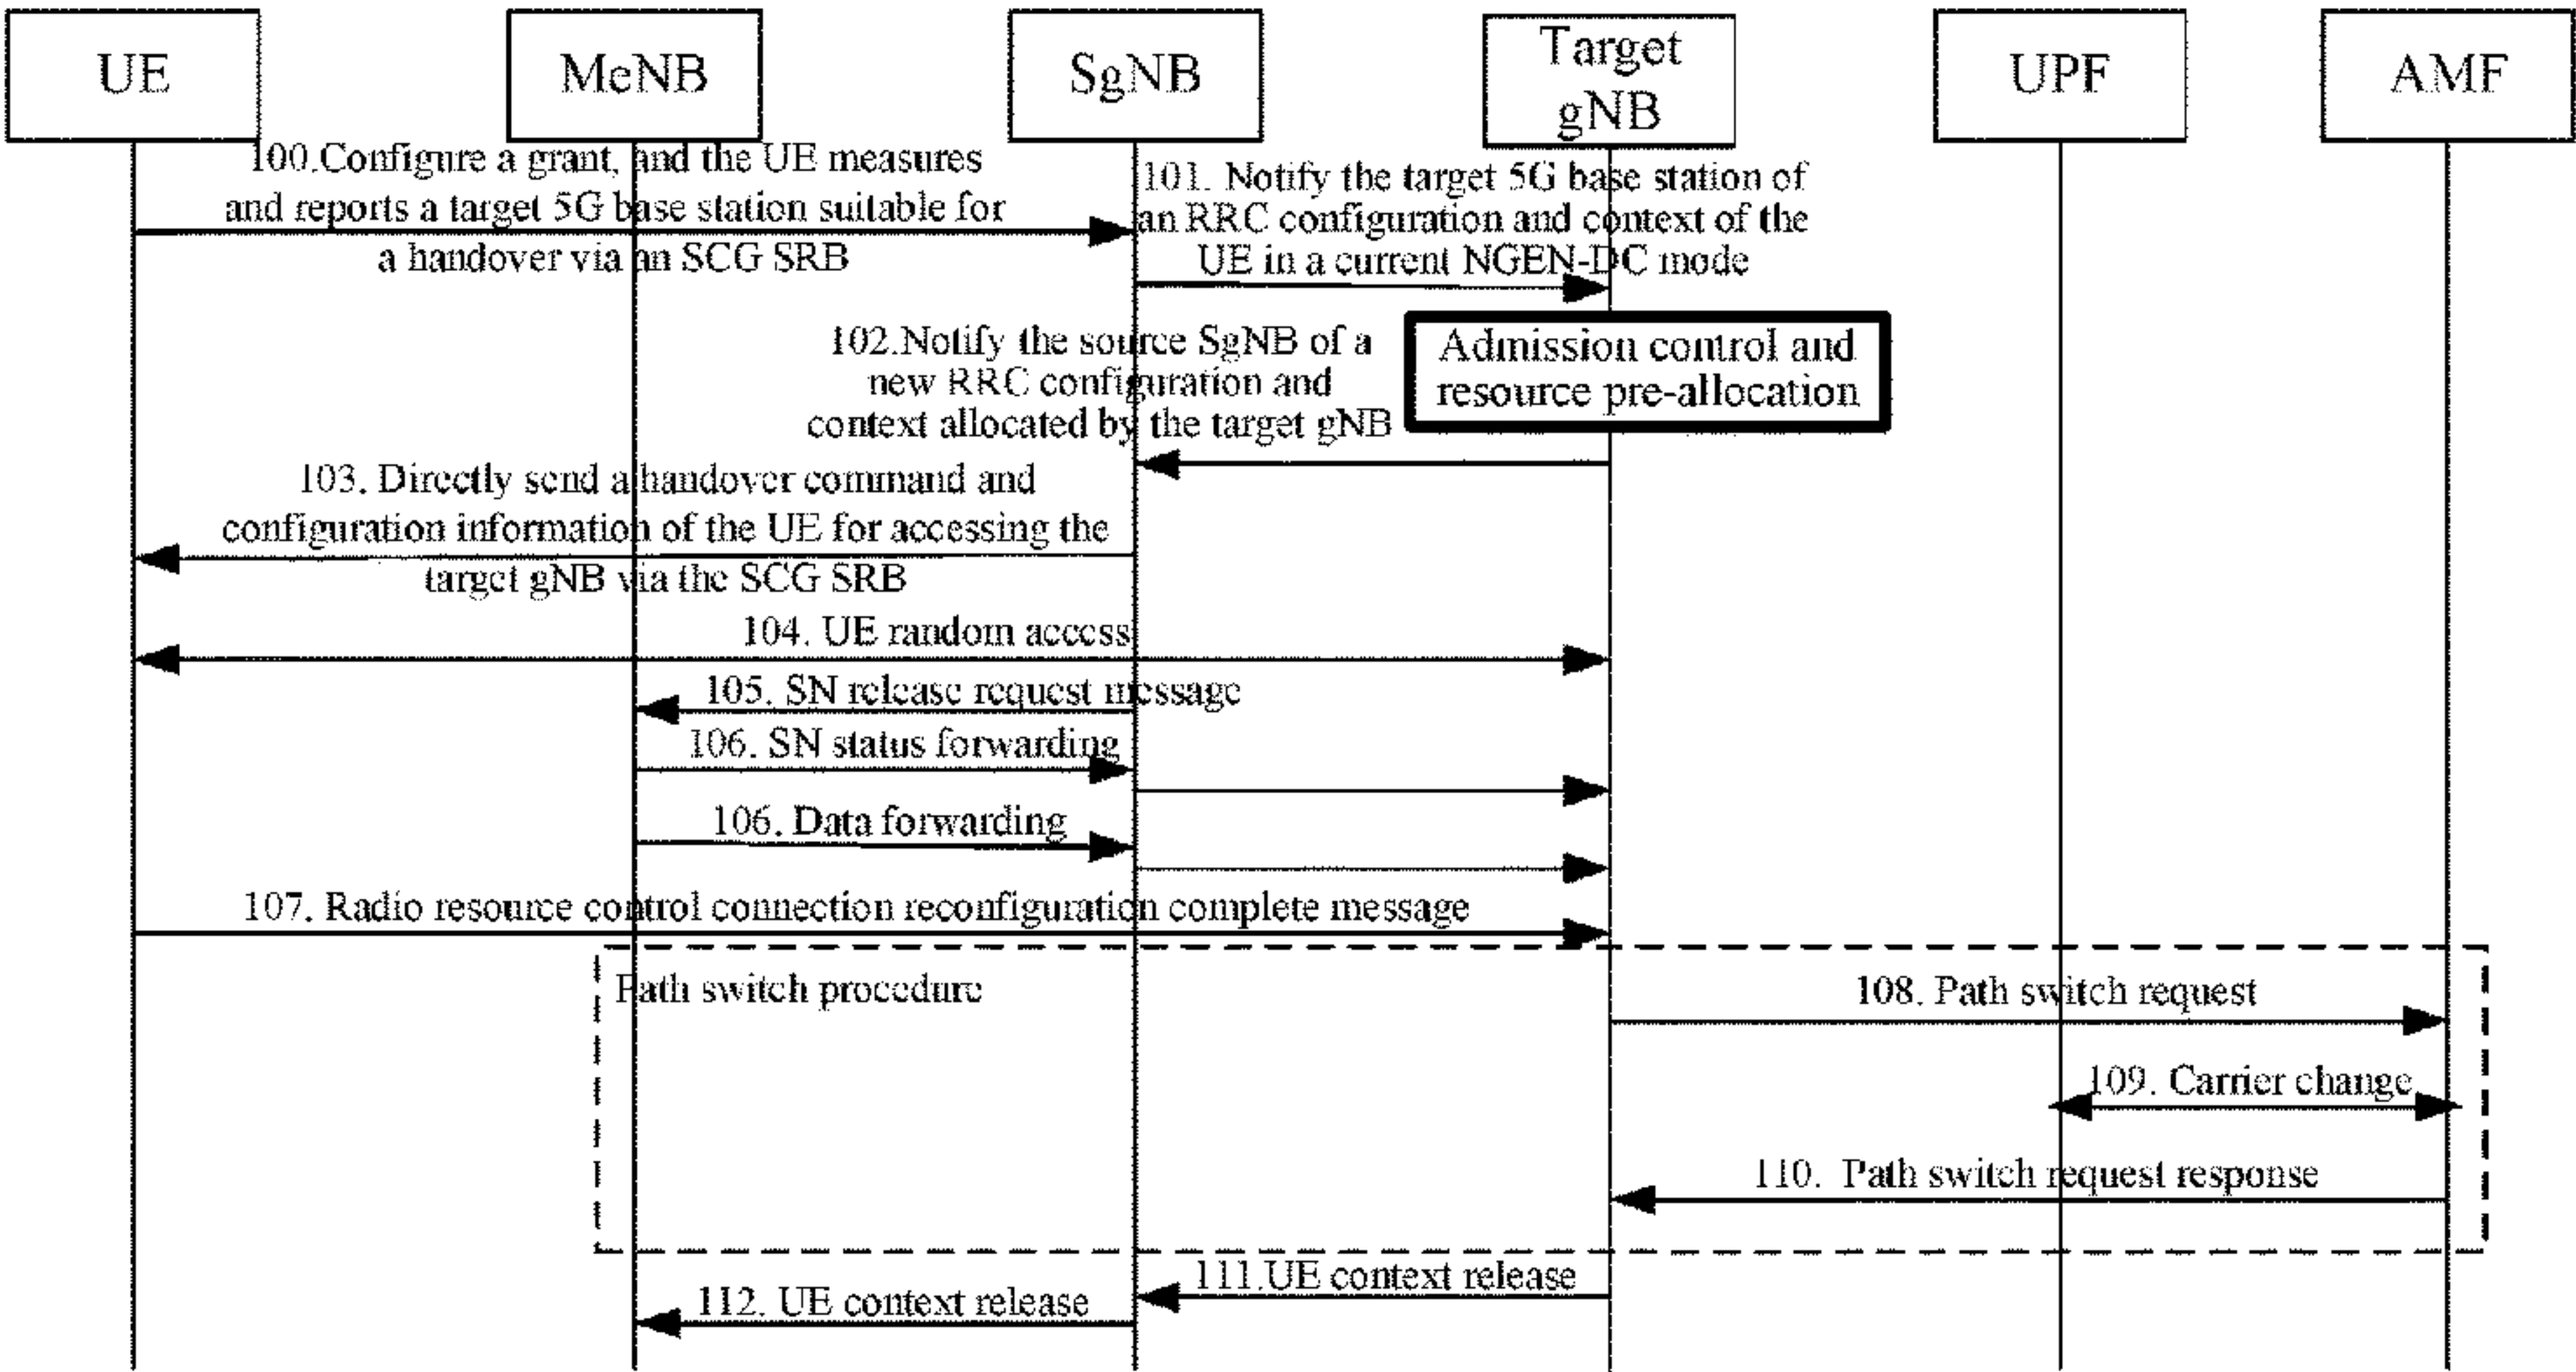 UE
MeNB
SgNB
Target
gNB
UPF
AMF
100.Configure a grant, and the UE measures
and reports a target 5G base station suitable for
a handover via an SCG SRB
101. Notify the target 5G base station of
an RRC configuration and context of the
UE in a current NGEN-DC mode
102.Notify the source SgNB of a
new RRC configuration and
context allocated by the target gNB
Admission control and
resource pre-allocation
103. Directly send a handover command and
configuration information of the UE for accessing the
target gNB via the SCG SRB
104. UE random access
105. SN release request message
106. SN status forwarding
106. Data forwarding
107. Radio resource control connection reconfiguration complete message
Path switch procedure
108. Path switch request
109. Carrier change
110. Path switch request response
111.UE context release
112. UE context release